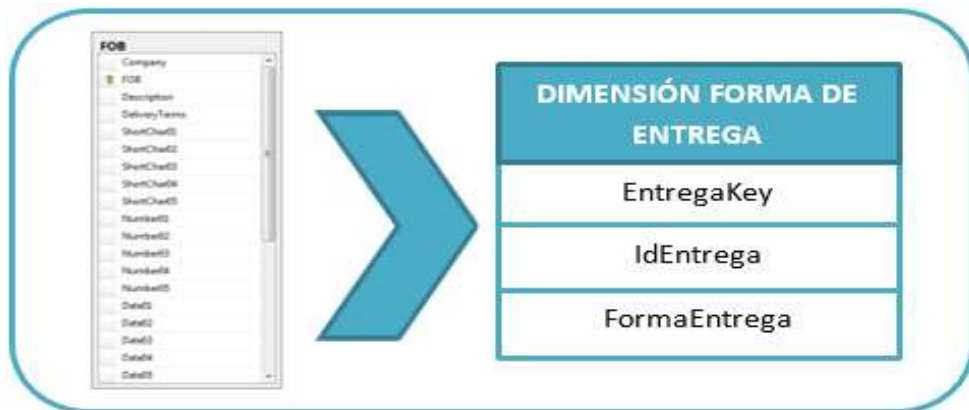 FOB
Company
FOB
Description
DeliveryTerms
ShortChar01
ShortChar02
ShortChar03
ShortChar04
ShortChar05
Number01
Number02
Number03
Number04
Number05
Date01
Date02
Date03
Date04
Date05
DIMENSIÓN FORMA DE
ENTREGA
EntregaKey
IdEntrega
FormaEntrega